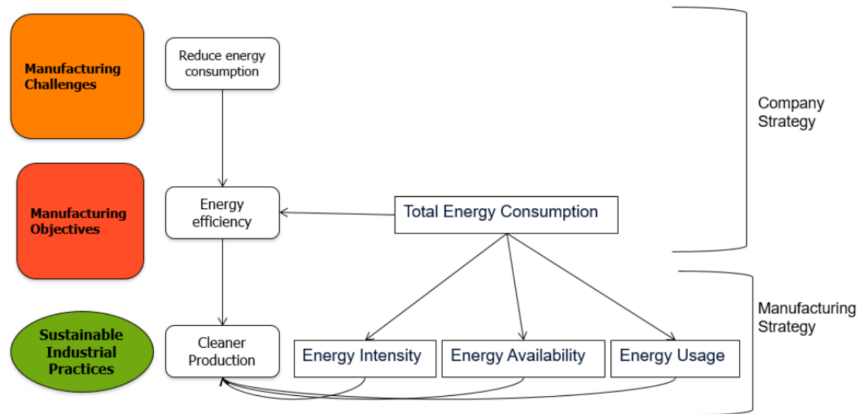 Manufacturing
Challenges
Reduce energy
consumption
Company
Strategy
Manufacturing
Objectives
Energy
efficiency
Total Energy Consumption
Manufacturing
Strategy
Sustainable
Industrial
Practices
Cleaner
Production
Energy Intensity
Energy Availability
Energy Usage